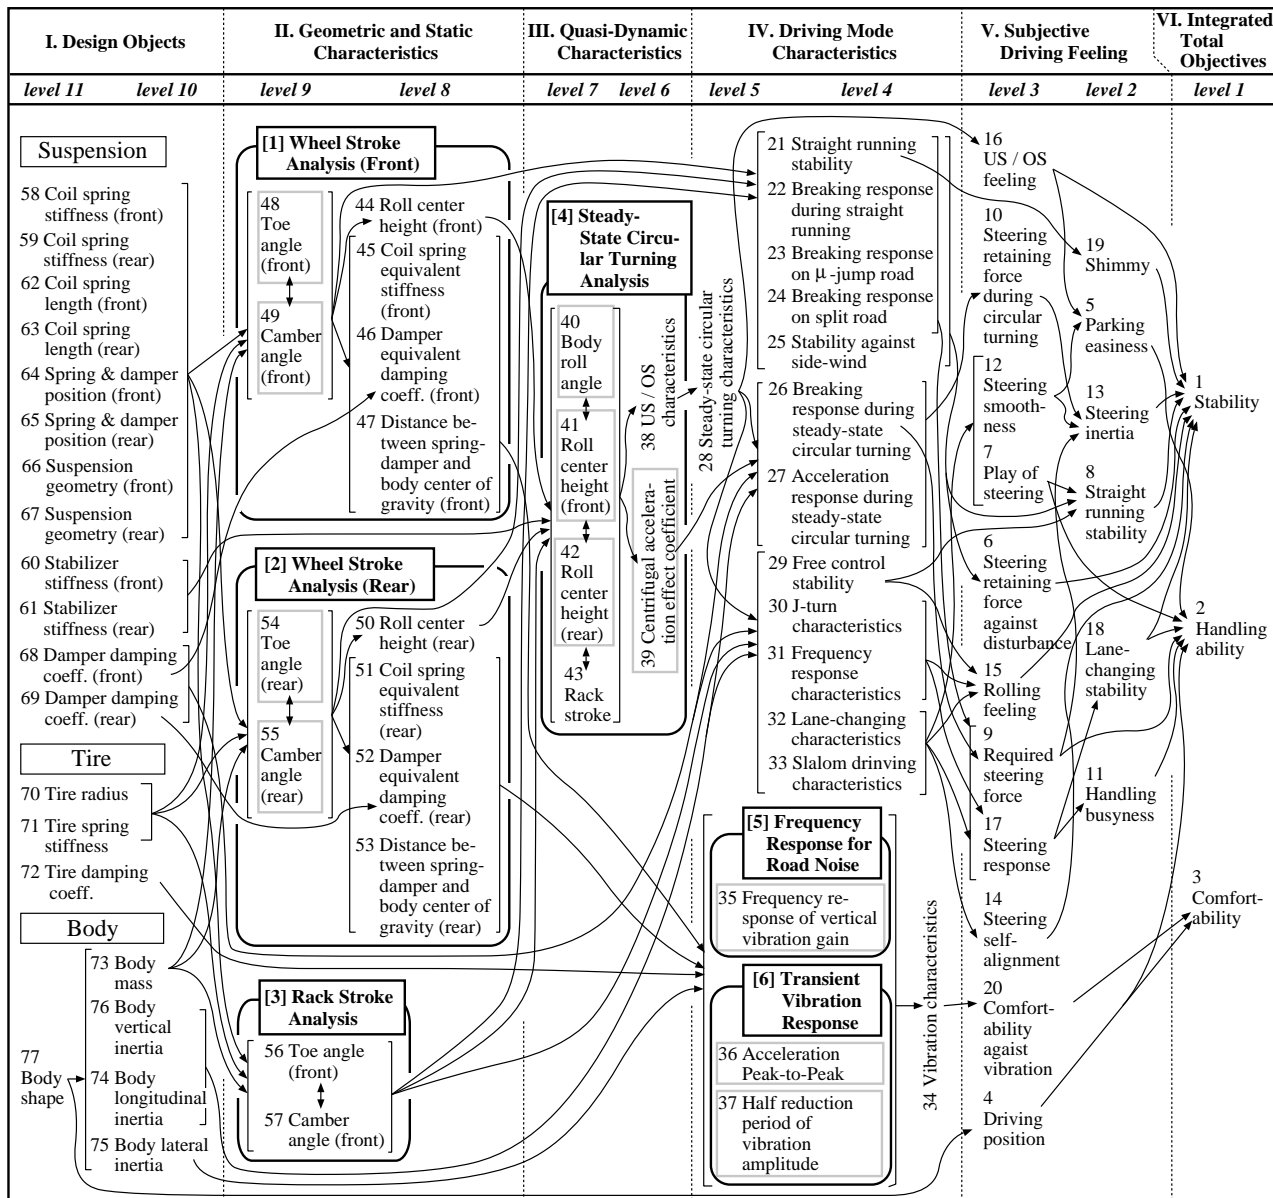 I. Design Objects
II. Geometric and Static
Characteristics
III. Quasi-Dynamic
Characteristics
IV. Driving Mode
Characteristics
V. Subjective
Driving Feeling
VI. Integrated
Total
Objectives
level 11
level 10
level 9
level 8
level 7
level 6
level 5
level 4
level 3
level 2
level 1
Suspension
58 Coil spring
stiffness (front)
59 Coil spring
stiffness (rear)
62 Coil spring
length (front)
63 Coil spring
length (rear)
64 Spring & damper
position (front)
65 Spring & damper
position (rear)
66 Suspension
geometry (front)
67 Suspension
geometry (rear)
60 Stabilizer
stiffness (front)
61 Stabilizer
stiffness (rear)
68 Damper damping
coeff. (front)
69 Damper damping
coeff. (rear)
Tire
70 Tire radius
71 Tire spring
stiffness
72 Tire damping
coeff.
Body
73 Body
mass
76 Body
vertical
inertia
77
Body
shape
74 Body
longitudinal
inertia
75 Body lateral
inertia
[1] Wheel Stroke
Analysis (Front)
48
Toe
angle
(front)
49
Camber
angle
(front)
44 Roll center
height (front)
45 Coil spring
equivalent
stiffness
(front)
46 Damper
equivalent
damping
coeff. (front)
47 Distance be-
tween spring-
damper and
body center of
gravity (front)
[2] Wheel Stroke
Analysis (Rear)
54
Toe
angle
(rear)
55
Camber
angle
(rear)
50 Roll center
height (rear)
51 Coil spring
equivalent
stiffness
(rear)
52 Damper
equivalent
damping
coeff. (rear)
53 Distance be-
tween spring-
damper and
body center of
gravity (rear)
[3] Rack Stroke
Analysis
56 Toe angle
(front)
57 Camber
angle (front)
[4] Steady-
State Circu-
lar Turning
Analysis
40
Body
roll
angle
41
Roll
center
height
(front)
42
Roll
center
height
(rear)
43
Rack
stroke
38 US / OS
characteristics
39 Centrifugal accelera-
tion effect coefficient
28 Steady-state circular
turning characteristics
21 Straight running
stability
22 Breaking response
during straight
running
23 Breaking response
on μ-jump road
24 Breaking response
on split road
25 Stability against
side-wind
26 Breaking
response during
steady-state
circular turning
27 Acceleration
response during
steady-state
circular turning
29 Free control
stability
30 J-turn
characteristics
31 Frequency
response
characteristics
32 Lane-changing
characteristics
33 Slalom drinving
characteristics
[5] Frequency
Response for
Road Noise
35 Frequency re-
sponse of vertical
vibration gain
[6] Transient
Vibration
Response
36 Acceleration
Peak-to-Peak
37 Half reduction
period of
vibration
amplitude
34 Vibration characteristics
16
US / OS
feeling
10
Steering
retaining
force
during
circular
turning
12
Steering
smooth-
ness
7
Play of
steering
6
Steering
retaining
force
against
disturbance
15
Rolling
feeling
9
Required
steering
force
17
Steering
response
14
Steering
self-
alignment
20
Comfort-
ability
agaist
vibration
4
Driving
position
19
Shimmy
5
Parking
easiness
13
Steering
inertia
8
Straight
running
stability
18
Lane-
changing
stability
11
Handling
busyness
1
Stability
2
Handling
ability
3
Comfort-
ability